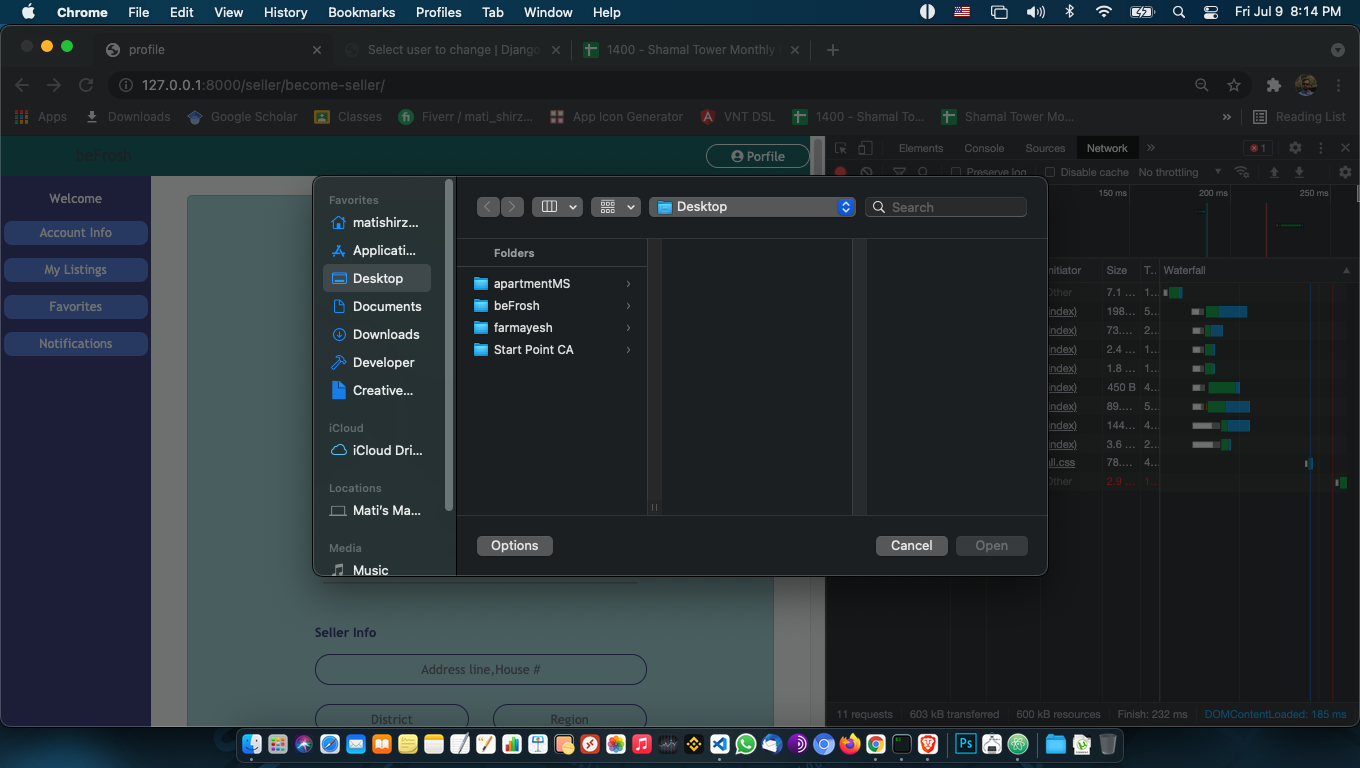 Chrome File Edit View History Bookmarks Profiles Tab Window Help Fri Jul 9 8:14 PM
profile Select user to change | Django 1400 - Shamal Tower Monthly
127.0.0.1:8000/seller/become-seller/
Apps Downloads Google Scholar Classes Fiverr / mati_shirz... App Icon Generator VNT DSL 1400 - Shamal To... Shamal Tower Mo... » Reading List
beFrosh Porfile
Elements Console Sources Network » 1
Preserve log Disable cache No throttling
150 ms 200 ms 250 ms
Welcome
Account Info
My Listings
Favorites
Notifications
Favorites
matishirz...
Applicati...
Desktop
Documents
Downloads
Developer
Creative...
iCloud
iCloud Dri...
Locations
Mati's Ma...
Media
Music
Desktop Search
Folders
apartmentMS
beFrosh
farmayesh
Start Point CA
Options Cancel Open
nitiator Size T.. Waterfall
Other 7.1 ... 1...
(index) 198... 5...
(index) 73.... 2...
(index) 2.4 ... 1...
(index) 1.8 ... 1...
(index) 450 B 4...
(index) 89.... 5...
(index) 144... 4...
(index) 3.6 ... 2...
all.css 78.... 4...
Other 2.9 ... 1...
Seller Info
Address line,House #
District Region
11 requests 603 kB transferred 600 kB resources Finish: 232 ms DOMContentLoaded: 185 ms
Ps